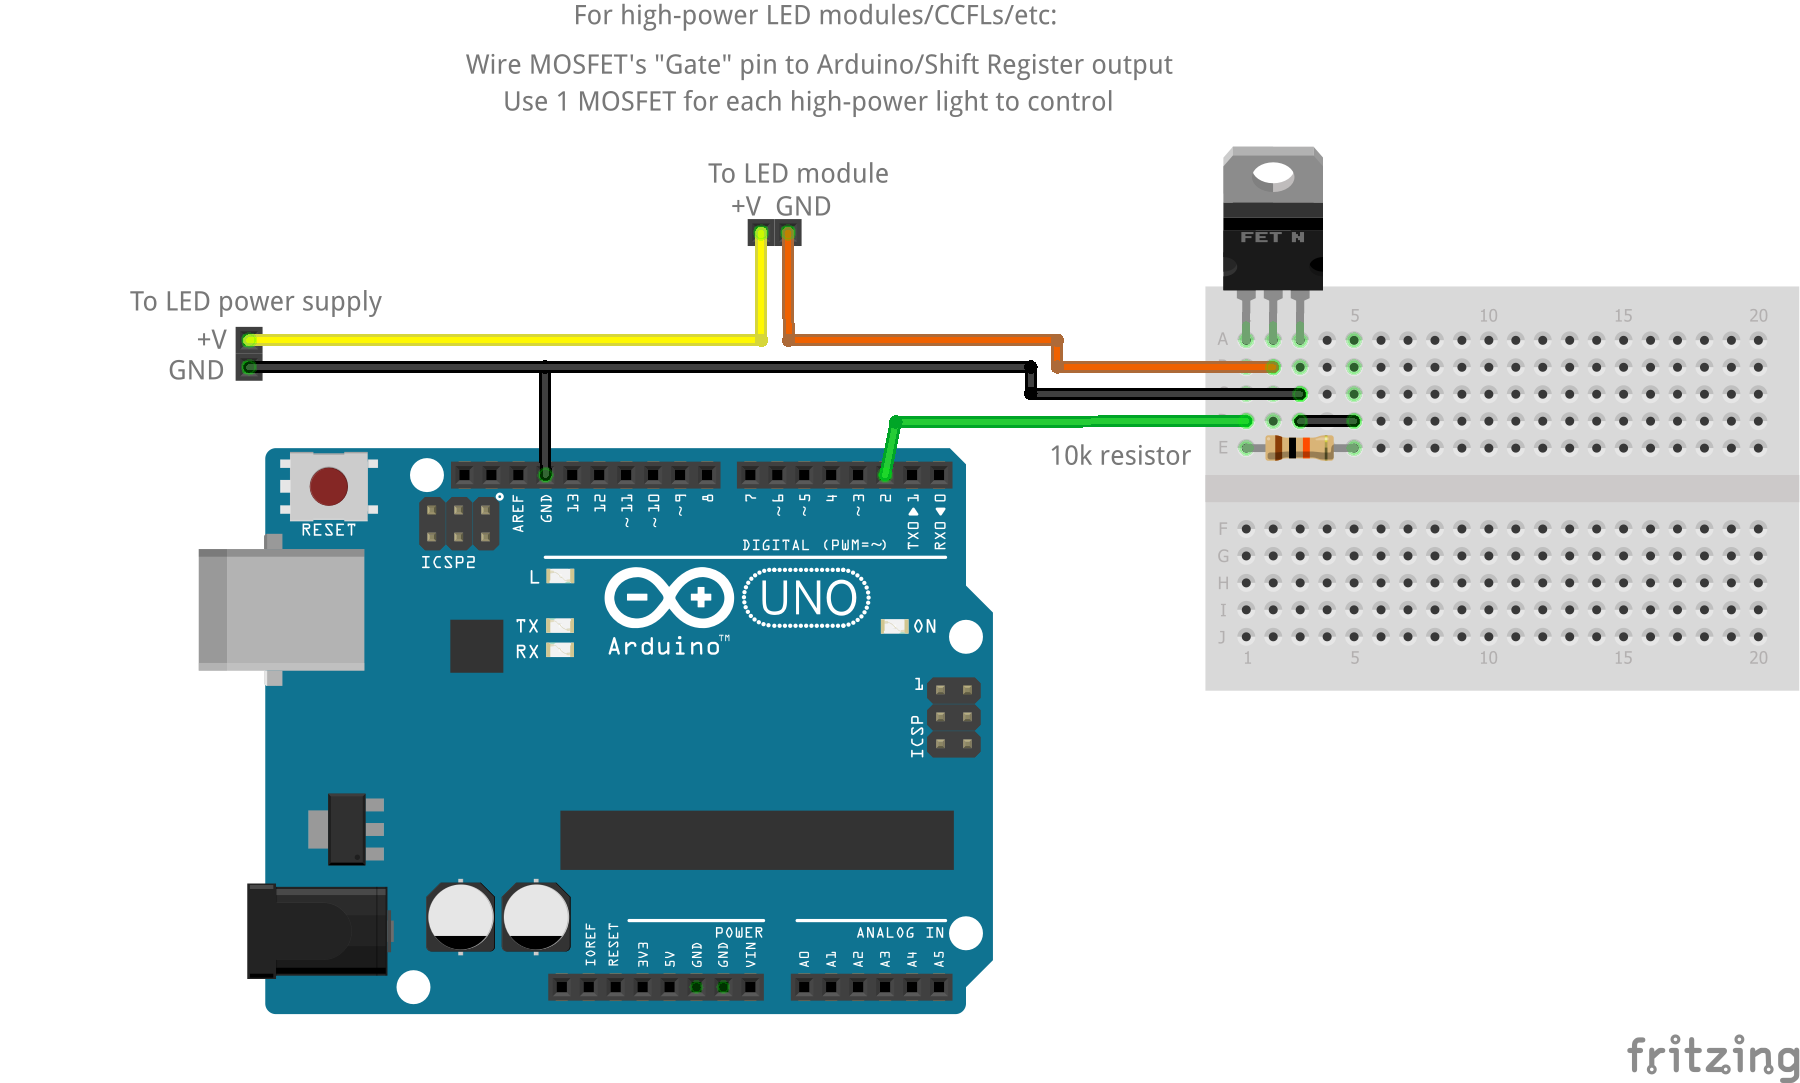 For high-power LED modules/CCFLs/etc:
Wire MOSFET's "Gate" pin to Arduino/Shift Register output
Use 1 MOSFET for each high-power light to control
To LED module
+V GND
FET N
To LED power supply
+V
GND
5 10 15 20
A
C
D
E
10k resistor
F
G
H
I
J
1 5 10 15 20
RESET
ICSP2
AREF
GND
13
12
~11
~10
~9
8
7
~6
~5
4
~3
2
TX0 ▶ 1
RX0 ◀ 0
DIGITAL (PWM=~)
L
TX
RX
UNO
Arduino™
ON
1
ICSP
IOREF
RESET
3V3
5V
GND
GND
VIN
POWER
ANALOG IN
A0
A1
A2
A3
A4
A5
fritzing